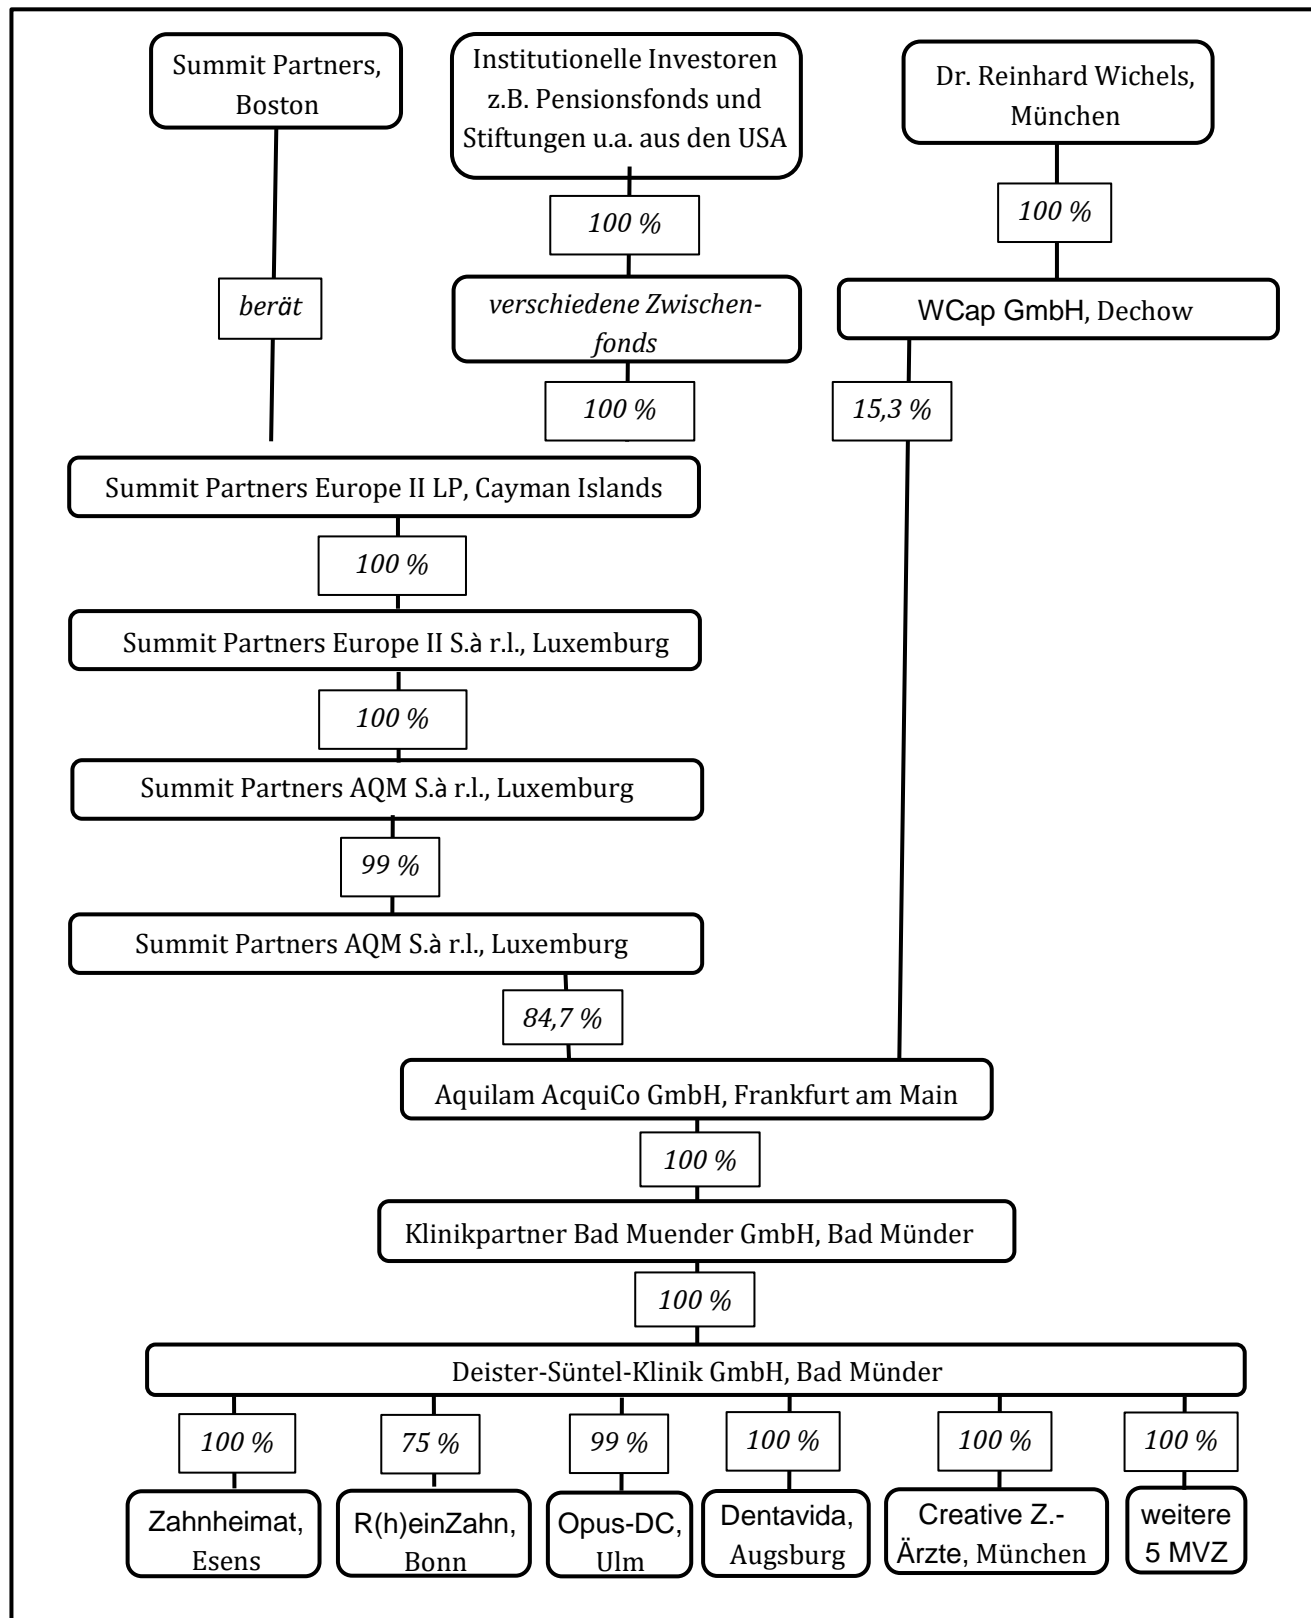 Summit Partners,
Boston
Institutionelle Investoren
z.B. Pensionsfonds und
Stiftungen u.a. aus den USA
Dr. Reinhard Wichels,
München
100 %
100 %
berät
verschiedene Zwischen-
fonds
WCap GmbH, Dechow
100 %
15,3 %
Summit Partners Europe II LP, Cayman Islands
100 %
Summit Partners Europe II S.à r.l., Luxemburg
100 %
Summit Partners AQM S.à r.l., Luxemburg
99 %
Summit Partners AQM S.à r.l., Luxemburg
84,7 %
Aquilam AcquiCo GmbH, Frankfurt am Main
100 %
Klinikpartner Bad Muender GmbH, Bad Münder
100 %
Deister-Süntel-Klinik GmbH, Bad Münder
100 %
75 %
99 %
100 %
100 %
100 %
Zahnheimat,
Esens
R(h)einZahn,
Bonn
Opus-DC,
Ulm
Dentavida,
Augsburg
Creative Z.-
Ärzte, München
weitere
5 MVZ